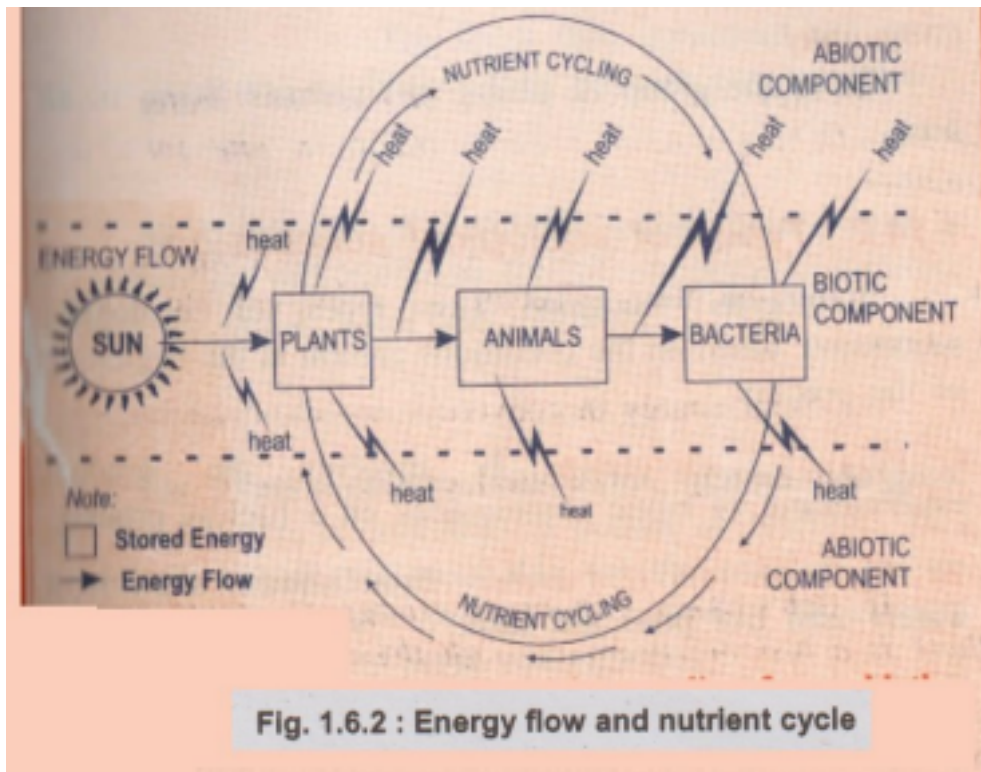 NUTRIENT CYCLING
ABIOTIC
COMPONENT
heat
heat
heat
heat
heat
heat
ENERGY FLOW
SUN
PLANTS
ANIMALS
BACTERIA
BIOTIC
COMPONENT
heat
heat
heat
heat
Note:
Stored Energy
Energy Flow
ABIOTIC
COMPONENT
NUTRIENT CYCLING
Fig. 1.6.2 : Energy flow and nutrient cycle